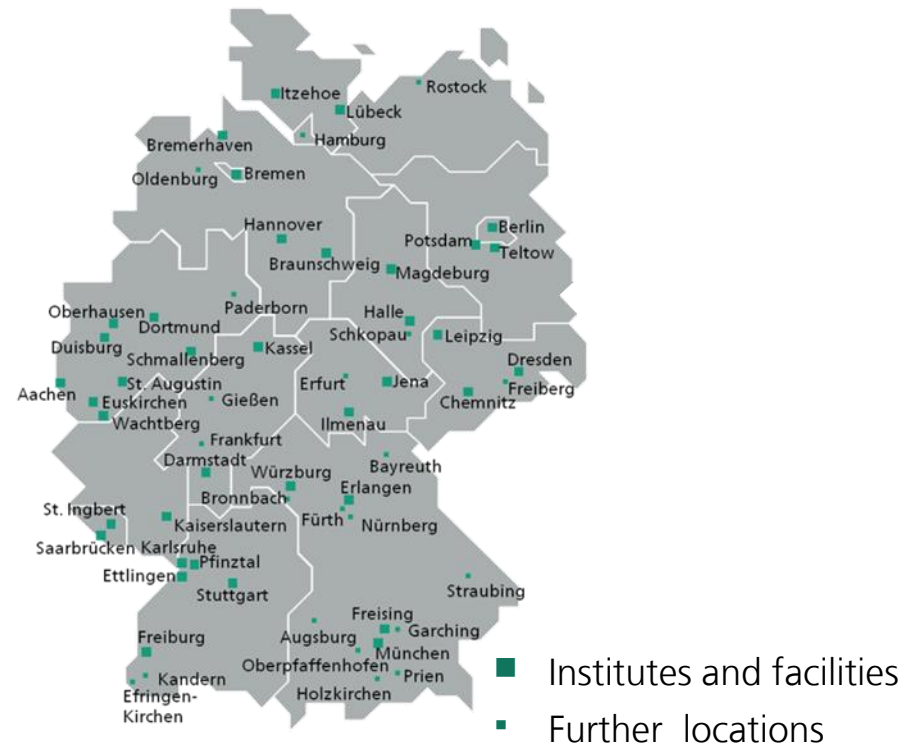 Itzehoe
Rostock
Lübeck
Hamburg
Bremerhaven
Oldenburg
Bremen
Hannover
Berlin
Potsdam
Teltow
Braunschweig
Magdeburg
Paderborn
Oberhausen
Halle
Dortmund
Schkopau
Leipzig
Duisburg
Kassel
Schmallenberg
Dresden
St. Augustin
Erfurt
Jena
Freiberg
Aachen
Euskirchen
Gießen
Chemnitz
Wachtberg
Ilmenau
Frankfurt
Darmstadt
Bayreuth
Würzburg
Erlangen
Bronnbach
St. Ingbert
Fürth
Nürnberg
Kaiserslautern
Saarbrücken
Karlsruhe
Pfinztal
Ettlingen
Stuttgart
Straubing
Freising
Augsburg
Garching
Freiburg
München
Oberpfaffenhofen
Kandern
Prien
Efringen-
Kirchen
Holzkirchen
Institutes and facilities
Further locations